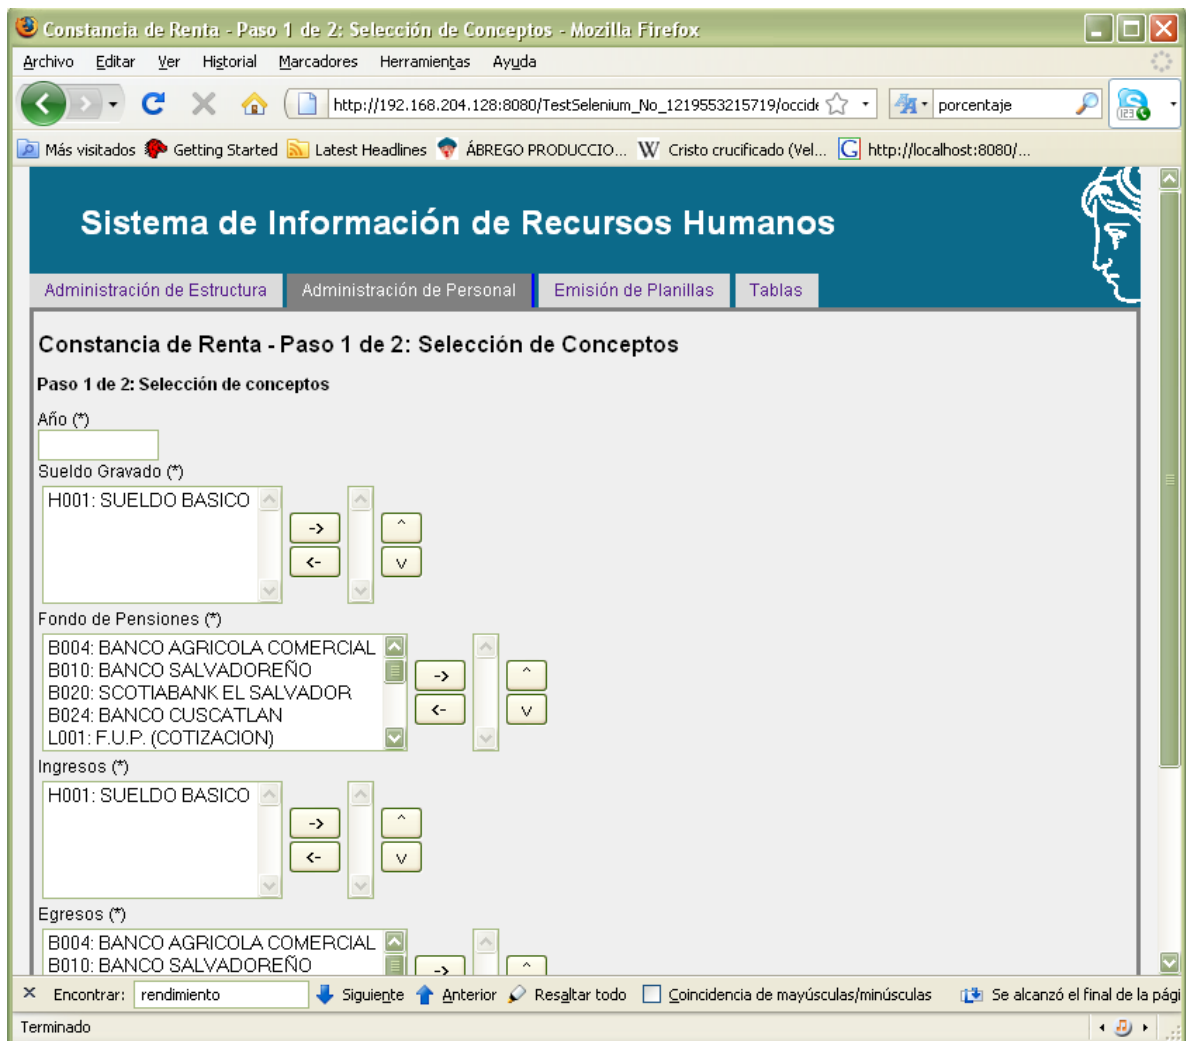 Constancia de Renta - Paso 1 de 2: Selección de Conceptos - Mozilla Firefox
Archivo Editar Ver Historial Marcadores Herramientas Ayuda
http://192.168.204.128:8080/TestSelenium_No_1219553215719/occide porcentaje
Más visitados Getting Started Latest Headlines ÁBREGO PRODUCCIO... W Cristo crucificado (Vel... G http://localhost:8080/...
Sistema de Información de Recursos Humanos
Administración de Estructura Administración de Personal Emisión de Planillas Tablas
Constancia de Renta - Paso 1 de 2: Selección de Conceptos
Paso 1 de 2: Selección de conceptos
Año (*)
Sueldo Gravado (*)
H001: SUELDO BASICO
-> ^
<- v
Fondo de Pensiones (*)
B004: BANCO AGRICOLA COMERCIAL
B010: BANCO SALVADOREÑO
B020: SCOTIABANK EL SALVADOR
B024: BANCO CUSCATLAN
L001: F.U.P. (COTIZACION)
-> ^
<- v
Ingresos (*)
H001: SUELDO BASICO
-> ^
<- v
Egresos (*)
B004: BANCO AGRICOLA COMERCIAL
B010: BANCO SALVADOREÑO
-> ^
Encontrar: rendimiento Siguiente Anterior Resaltar todo Coincidencia de mayúsculas/minúsculas Se alcanzó el final de la pági
Terminado